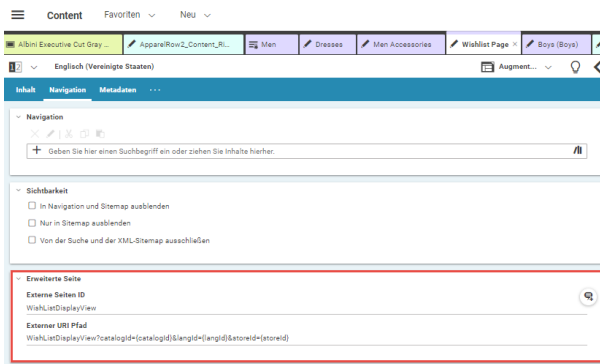 Content Favoriten Neu
Albini Executive Cut Gray ... ApparelRow2_Content_Ri... Men Dresses Men Accessories Wishlist Page × Boys (Boys)
12 Englisch (Vereinigte Staaten) Augment...
Inhalt Navigation Metadaten ...
Navigation
Geben Sie hier einen Suchbegriff ein oder ziehen Sie Inhalte hierher.
Sichtbarkeit
In Navigation und Sitemap ausblenden
Nur in Sitemap ausblenden
Von der Suche und der XML-Sitemap ausschließen
Erweiterte Seite
Externe Seiten ID
WishListDisplayView
Externer URI Pfad
WishListDisplayView?catalogId={catalogId}&langId={langId}&storeId={storeId}